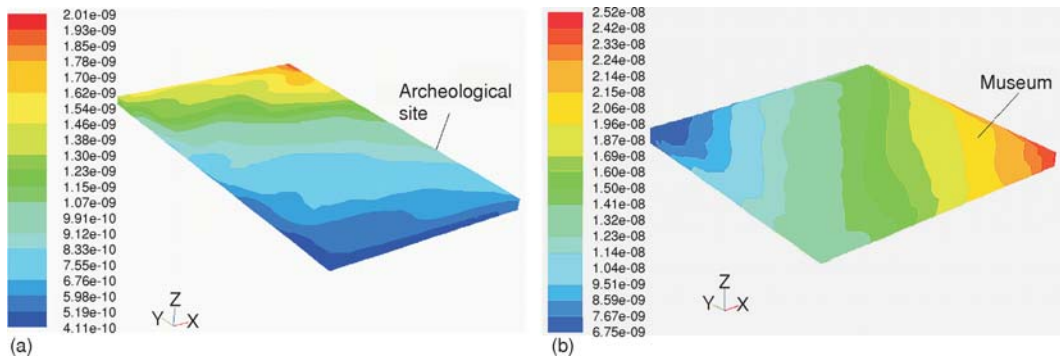 2.01e-09
1.93e-09
1.85e-09
1.78e-09
1.70e-09
1.62e-09
1.54e-09
1.46e-09
1.38e-09
1.30e-09
1.23e-09
1.15e-09
1.07e-09
9.91e-10
9.12e-10
8.33e-10
7.55e-10
6.76e-10
5.98e-10
5.19e-10
4.11e-10
Archeological
site
Z
Y
X
(a)
2.52e-08
2.42e-08
2.33e-08
2.24e-08
2.14e-08
2.15e-08
2.06e-08
1.96e-08
1.87e-08
1.69e-08
1.60e-08
1.50e-08
1.41e-08
1.32e-08
1.23e-08
1.14e-08
1.04e-08
9.51e-09
8.59e-09
7.67e-09
6.75e-09
Museum
Z
Y
X
(b)